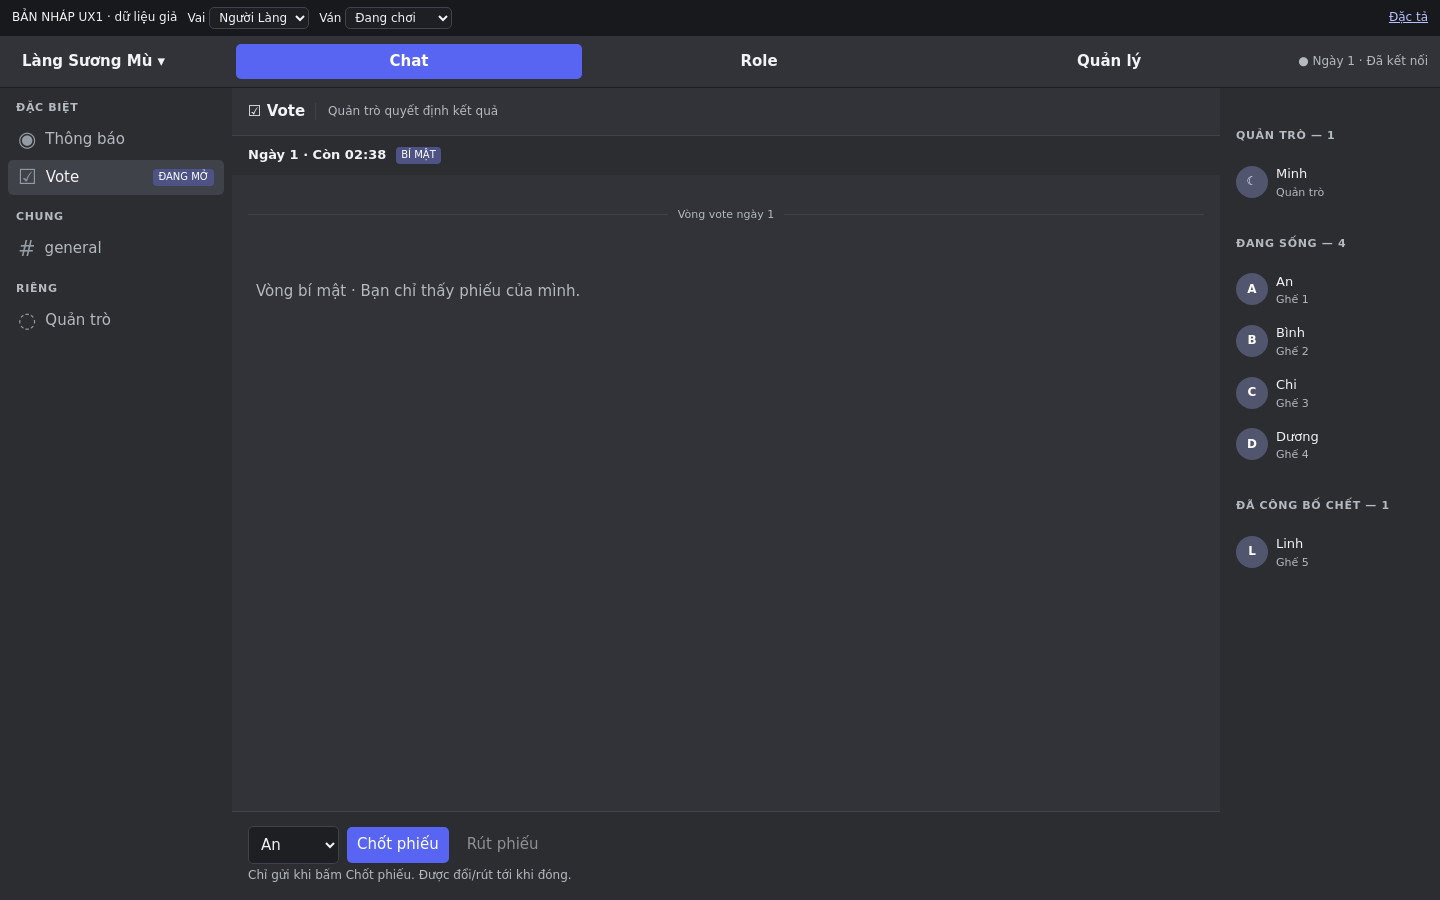 BẢN NHÁP UX1 · dữ liệu giả Vai Người Làng Ván Đang chơi Đặc tả
Làng Sương Mù ▾ Chat Role Quản lý ● Ngày 1 · Đã kết nối
ĐẶC BIỆT
Thông báo
Vote ĐANG MỞ
CHUNG
# general
RIÊNG
Quản trò
☑ Vote Quản trò quyết định kết quả
Ngày 1 · Còn 02:38 BÍ MẬT
Vòng vote ngày 1
Vòng bí mật · Bạn chỉ thấy phiếu của mình.
An Chốt phiếu Rút phiếu
Chỉ gửi khi bấm Chốt phiếu. Được đổi/rút tới khi đóng.
QUẢN TRÒ — 1
Minh
Quản trò
ĐANG SỐNG — 4
A An
Ghế 1
B Bình
Ghế 2
C Chi
Ghế 3
D Dương
Ghế 4
ĐÃ CÔNG BỐ CHẾT — 1
L Linh
Ghế 5